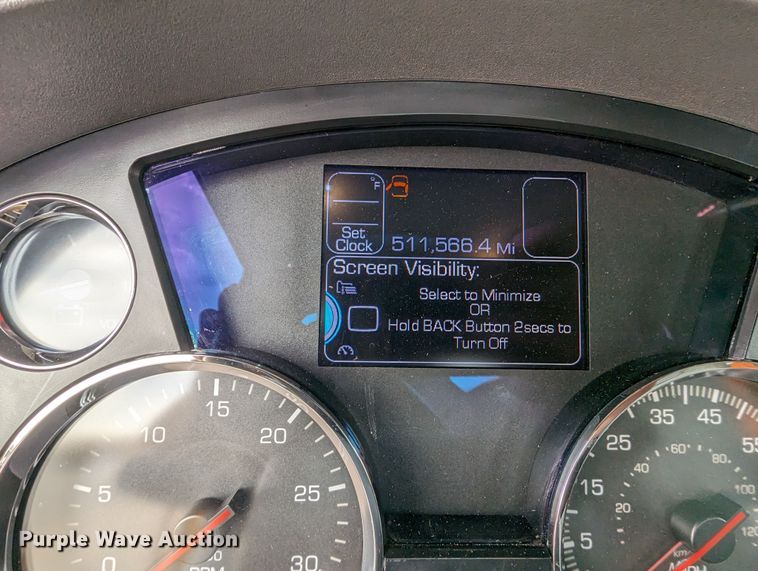 °F
Set
Clock
511,566.4 Mi
Screen Visibility:
Select to Minimize
OR
Hold BACK Button 2secs to
Turn Off
15
10
20
5
25
0
30
35
45
25
55
60
80
40
15
100
20
5
120
Purple Wave Auction